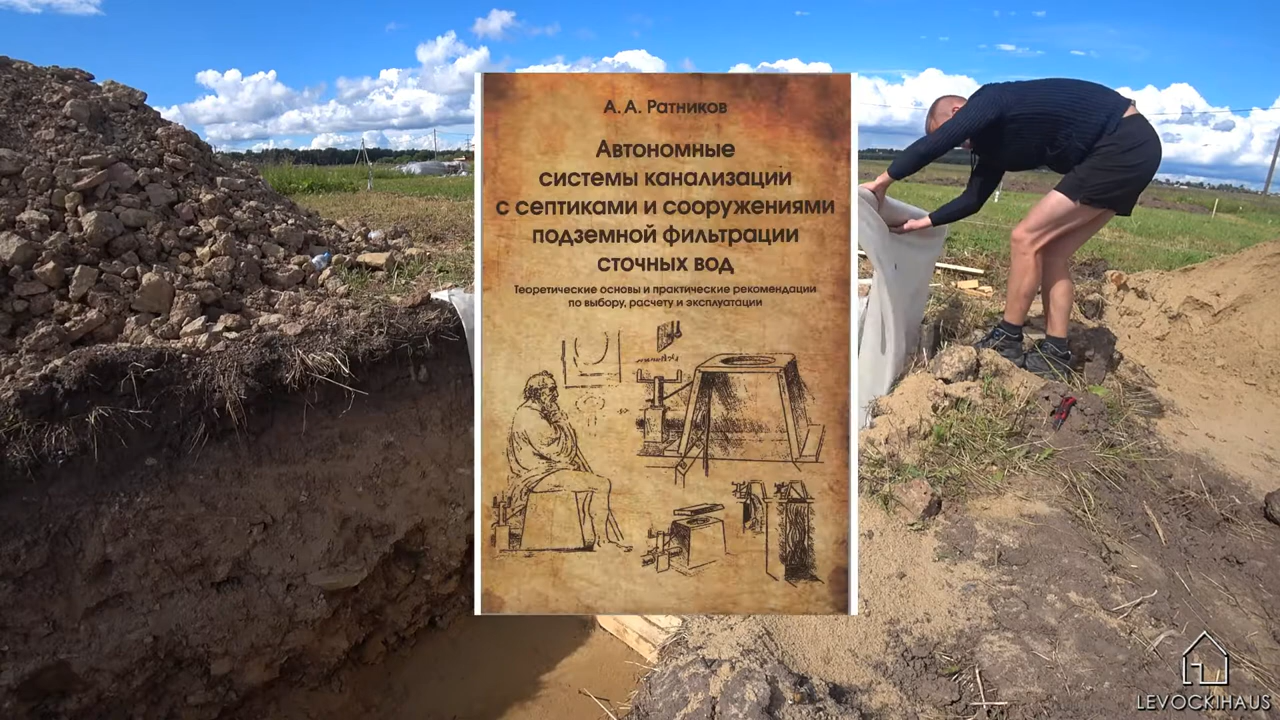 А. А. Ратников
Автономные
системы канализации
с септиками и сооружениями
подземной фильтрации
сточных вод
Теоретические основы и практические рекомендации
по выбору, расчету и эксплуатации
LEVOCKIHAUS